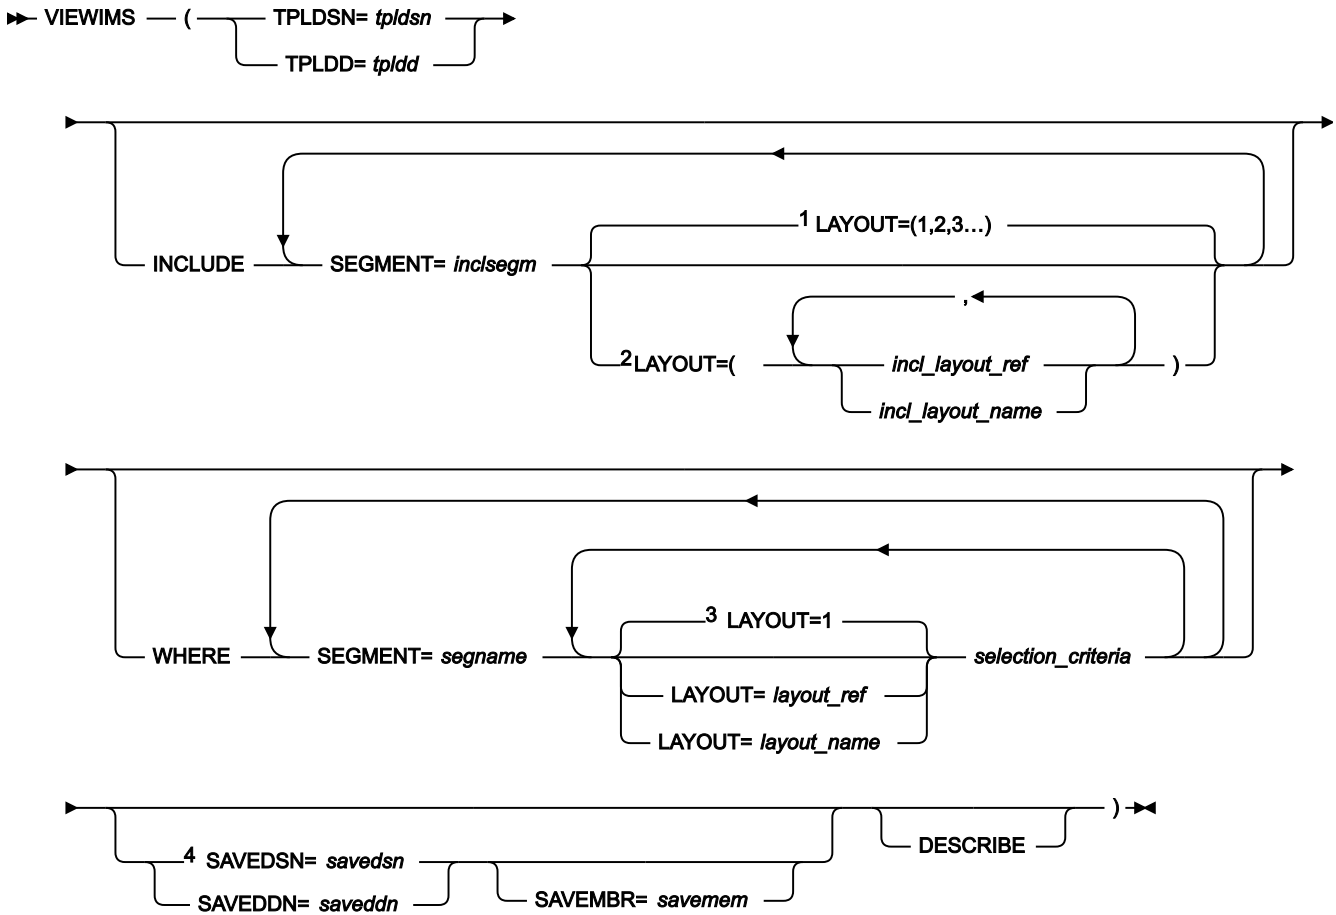 VIEWIMS ( TPLDSN= tpldsn
TPLDD= tpldd
1 LAYOUT=(1,2,3...)
INCLUDE SEGMENT= inclsegm
,
2 LAYOUT=( incl_layout_ref )
incl_layout_name
3 LAYOUT=1
WHERE SEGMENT= segname selection_criteria
LAYOUT= layout_ref
LAYOUT= layout_name
)
DESCRIBE
4 SAVEDSN= savedsn
SAVEDDN= saveddn SAVEMBR= savemem